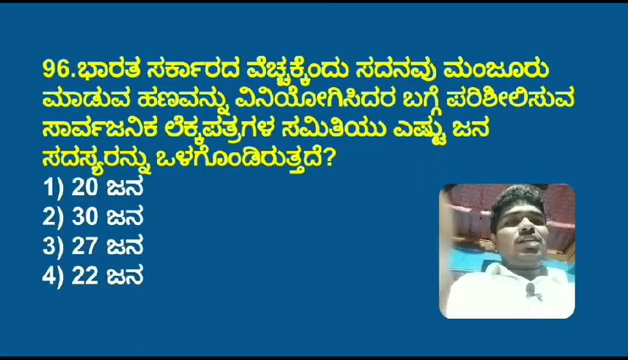 96.ಭಾರತ ಸರ್ಕಾರದ ವೆಚ್ಚಕ್ಕೆಂದು ಸದನವು ಮಂಜೂರು
ಮಾಡುವ ಹಣವನ್ನು ವಿನಿಯೋಗಿಸಿದರ ಬಗ್ಗೆ ಪರಿಶೀಲಿಸುವ
ಸಾರ್ವಜನಿಕ ಲೆಕ್ಕಪತ್ರಗಳ ಸಮಿತಿಯು ಎಷ್ಟು ಜನ
ಸದಸ್ಯರನ್ನು ಒಳಗೊಂಡಿರುತ್ತದೆ?
1) 20 ಜನ
2) 30 ಜನ
3) 27 ಜನ
4) 22 ಜನ